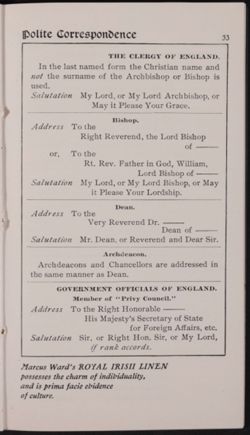 Polite Correspondence
33
THE CLERGY OF ENGLAND.
In the last named form the Christian name and
not the surname of the Archbishop or Bishop is
used.
Salutation My Lord, or My Lord Archbishop, or
May it Please Your Grace.
Bishop.
Address To the
Right Reverend, the Lord Bishop
of ——
or, To the
Rt. Rev. Father in God, William,
Lord Bishop of ——
Salutation My Lord, or My Lord Bishop, or May
it Please Your Lordship.
Dean.
Address To the
Very Reverend Dr. ——
Dean of ——
Salutation Mr. Dean, or Reverend and Dear Sir.
Archdeacon.
Archdeacons and Chancellors are addressed in
the same manner as Dean.
GOVERNMENT OFFICIALS OF ENGLAND.
Member of "Privy Council."
Address To the Right Honorable ——
His Majesty's Secretary of State
for Foreign Affairs, etc.
Salutation Sir, or Right Hon. Sir, or My Lord,
if rank accords.
Marcus Ward's ROYAL IRISH LINEN
possesses the charm of individuality,
and is prima facie evidence
of culture.